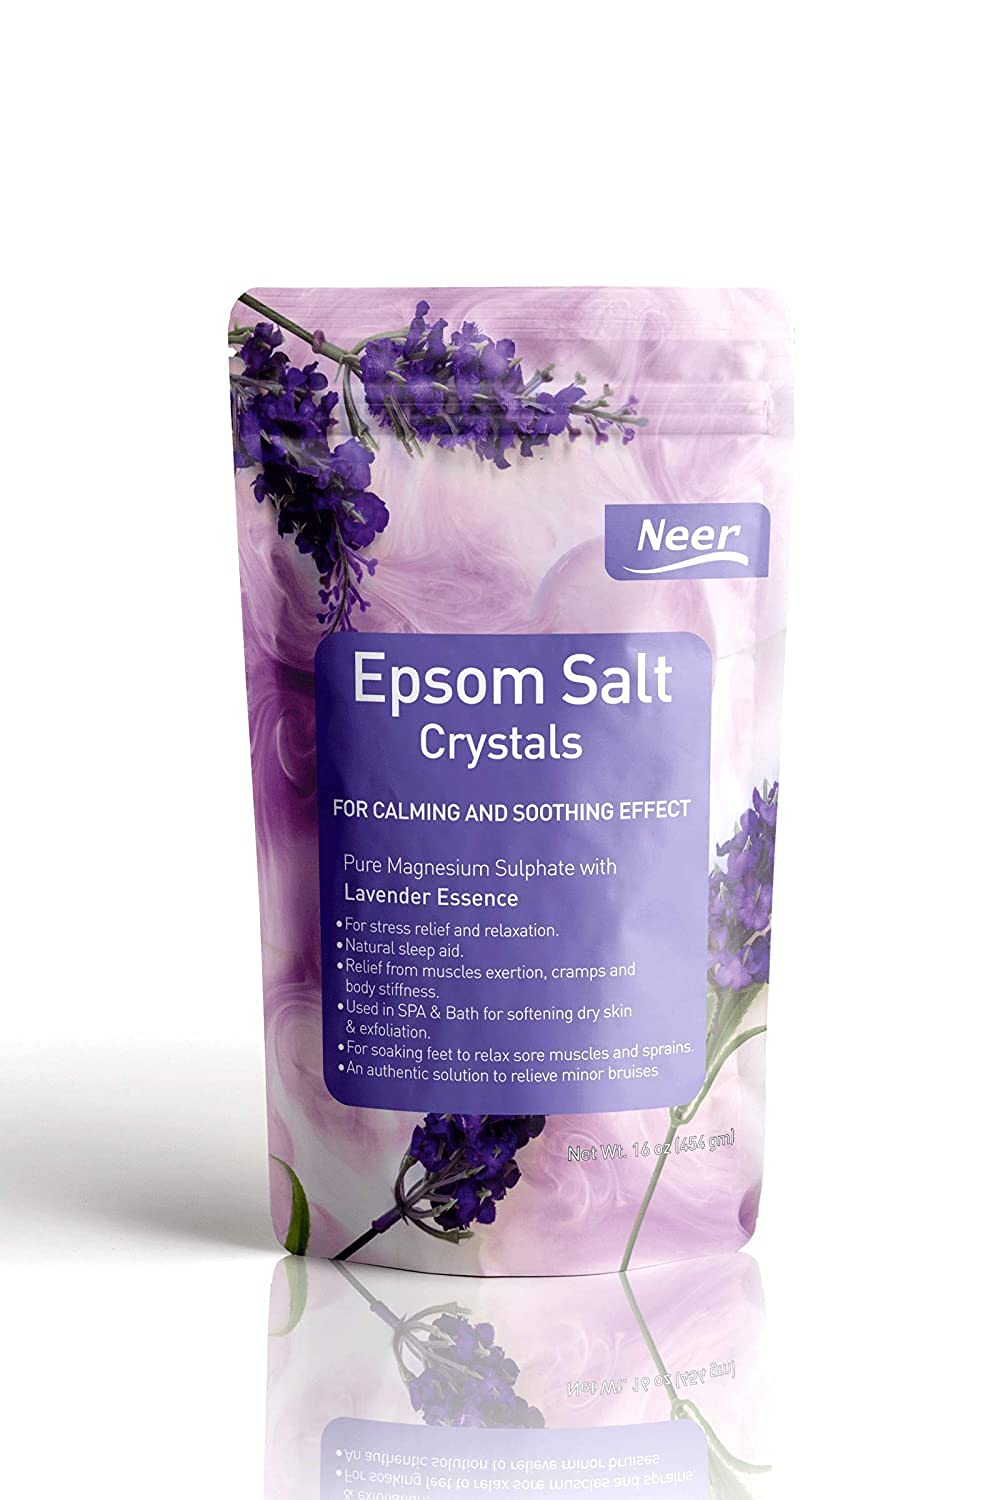 Neer
Epsom Salt
Crystals
FOR CALMING AND SOOTHING EFFECT
Pure Magnesium Sulphate with
Lavender Essence
•For stress relief and relaxation.
•Natural sleep aid.
•Relief from muscles exertion, cramps and
body stiffness.
•Used in SPA & Bath for softening dry skin
& exfoliation.
•For soaking feet to relax sore muscles and sprains.
•An authentic solution to relieve minor bruises
Net Wt. 16 oz (454 gm)